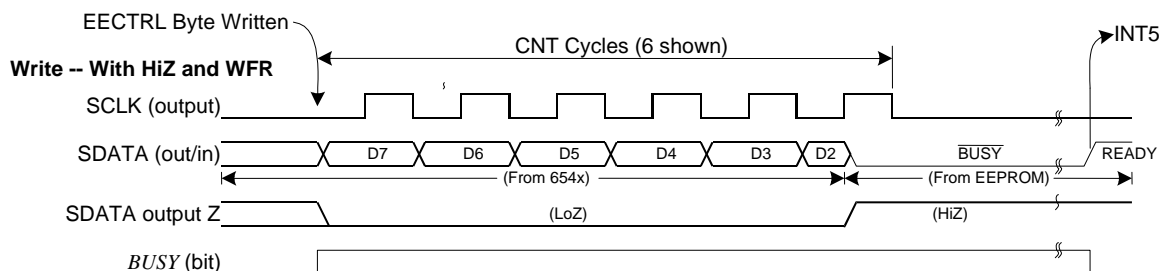 EECTRL Byte Written
INT5
CNT Cycles (6 shown)
Write -- With HiZ and WFR
SCLK (output)
SDATA (out/in) D7 D6 D5 D4 D3 D2 BUSY READY
(From 654x) (From EEPROM)
SDATA output Z (LoZ) (HiZ)
BUSY (bit)